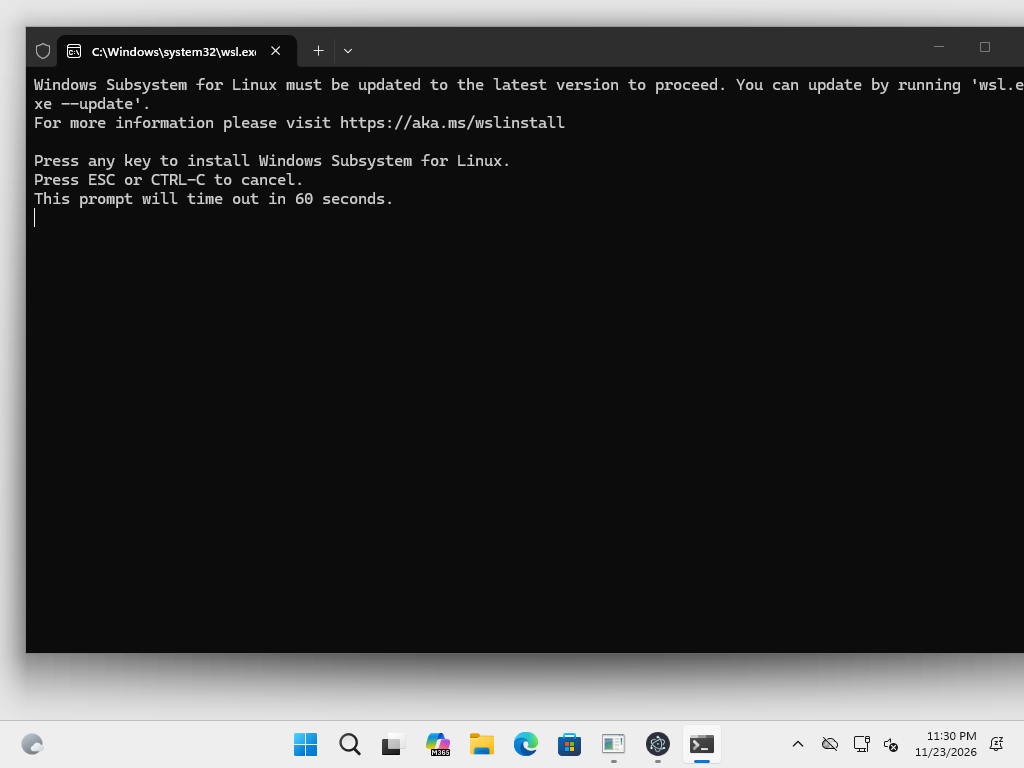 C:\Windows\system32\wsl.exe
Windows Subsystem for Linux must be updated to the latest version to proceed. You can update by running 'wsl.e
xe --update'.
For more information please visit https://aka.ms/wslinstall
Press any key to install Windows Subsystem for Linux.
Press ESC or CTRL-C to cancel.
This prompt will time out in 60 seconds.
M365
11:30 PM
11/23/2026